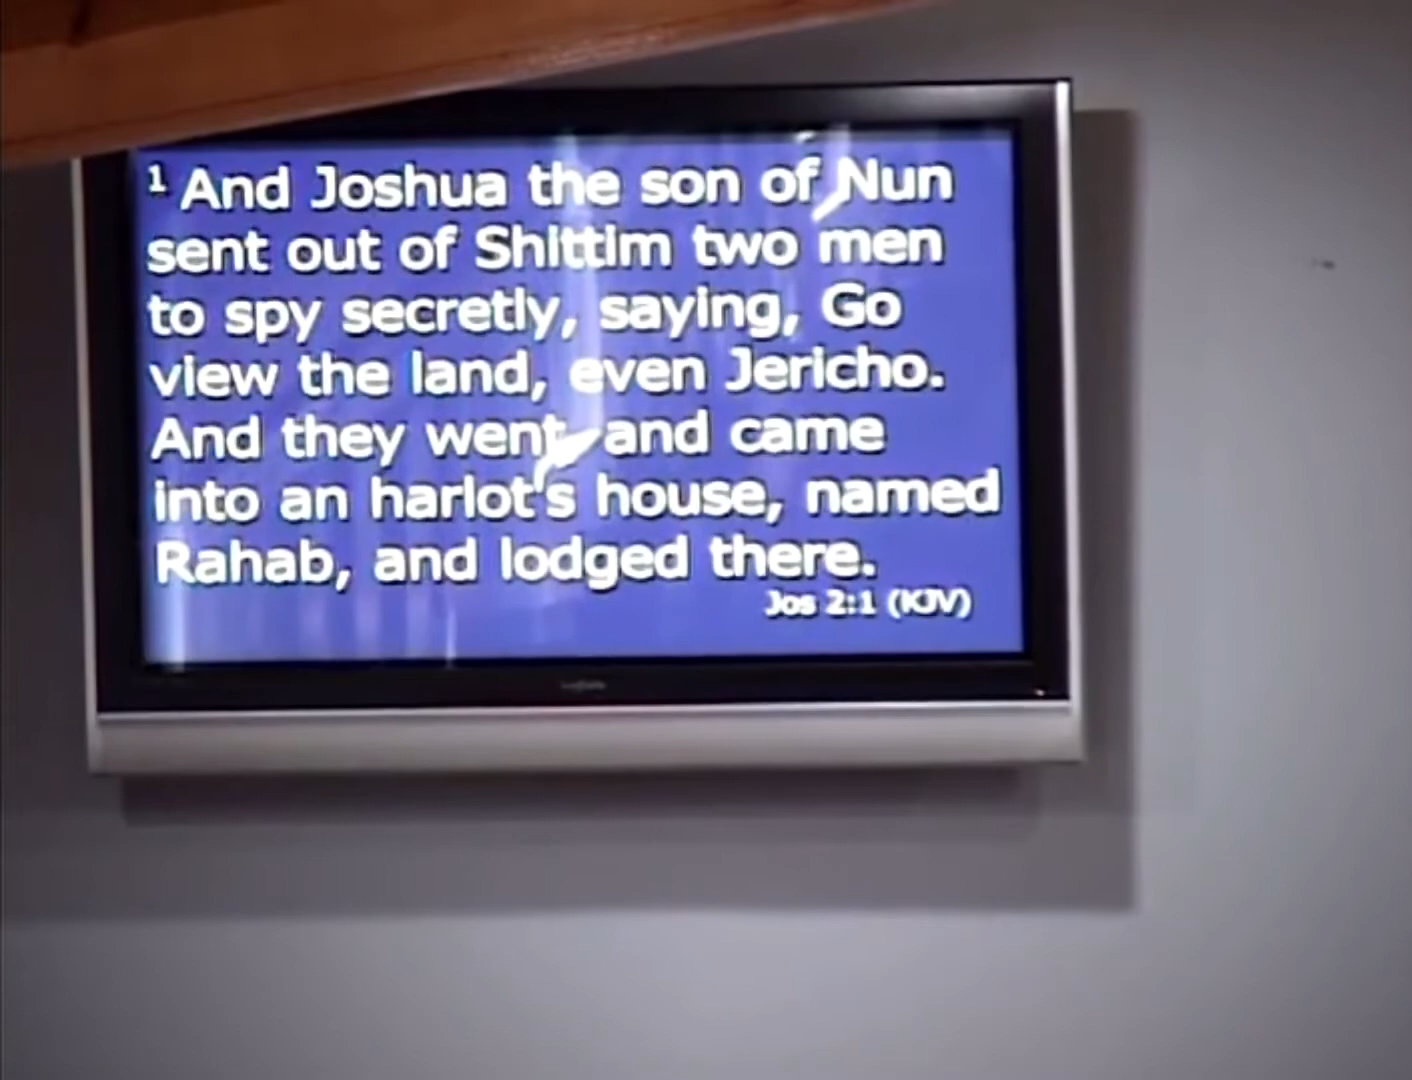 1 And Joshua the son of Nun
sent out of Shittim two men
to spy secretly, saying, Go
view the land, even Jericho.
And they went, and came
into an harlot's house, named
Rahab, and lodged there.
Jos 2:1 (KJV)